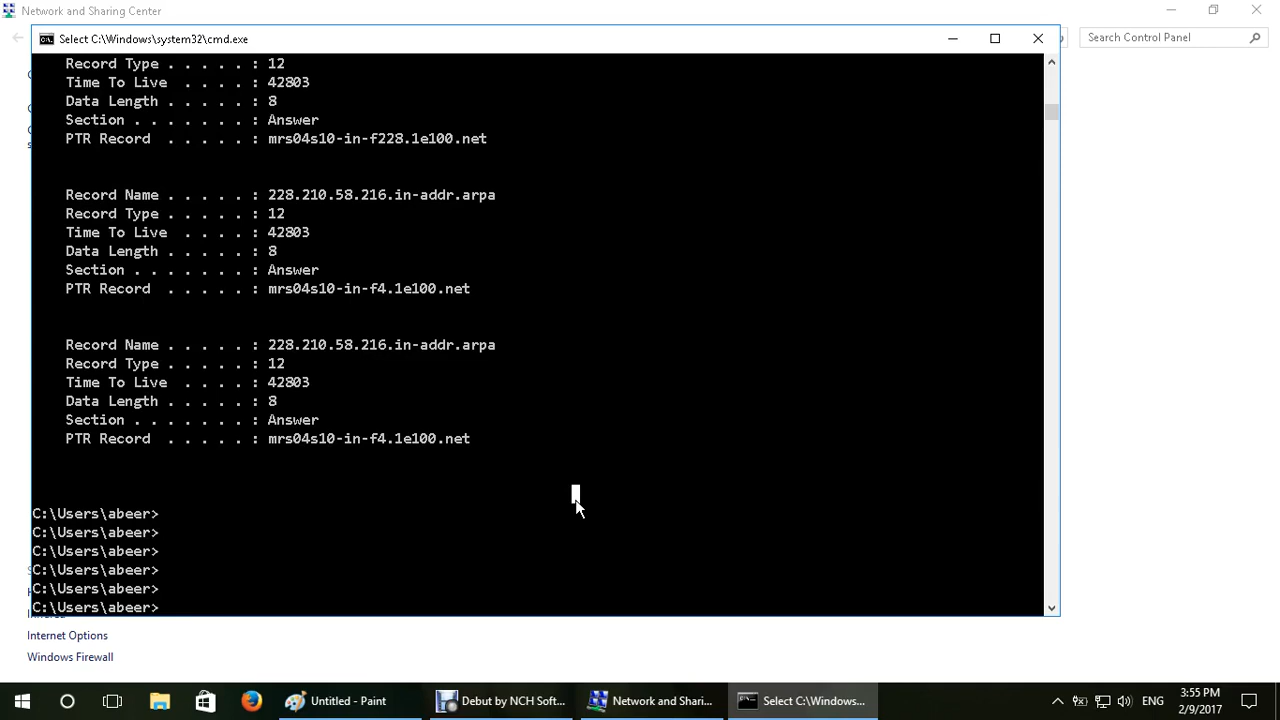 Network and Sharing Center
Search Control Panel
Select C:\Windows\system32\cmd.exe
Record Type . . . . . : 12
Time To Live  . . . . : 42803
Data Length . . . . . : 8
Section . . . . . . . : Answer
PTR Record  . . . . . : mrs04s10-in-f228.1e100.net
Record Name . . . . . : 228.210.58.216.in-addr.arpa
Record Type . . . . . : 12
Time To Live  . . . . : 42803
Data Length . . . . . : 8
Section . . . . . . . : Answer
PTR Record  . . . . . : mrs04s10-in-f4.1e100.net
Record Name . . . . . : 228.210.58.216.in-addr.arpa
Record Type . . . . . : 12
Time To Live  . . . . : 42803
Data Length . . . . . : 8
Section . . . . . . . : Answer
PTR Record  . . . . . : mrs04s10-in-f4.1e100.net
C:\Users\abeer>
C:\Users\abeer>
C:\Users\abeer>
C:\Users\abeer>
C:\Users\abeer>
C:\Users\abeer>
Internet Options
Windows Firewall
Untitled - Paint
Debut by NCH Soft...
Network and Shari...
Select C:\Windows...
ENG
3:55 PM
2/9/2017